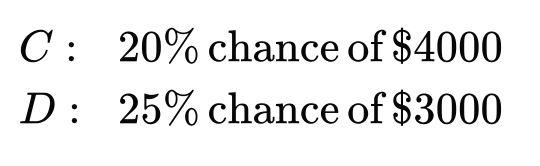 C : 20% chance of $4000
D : 25% chance of $3000